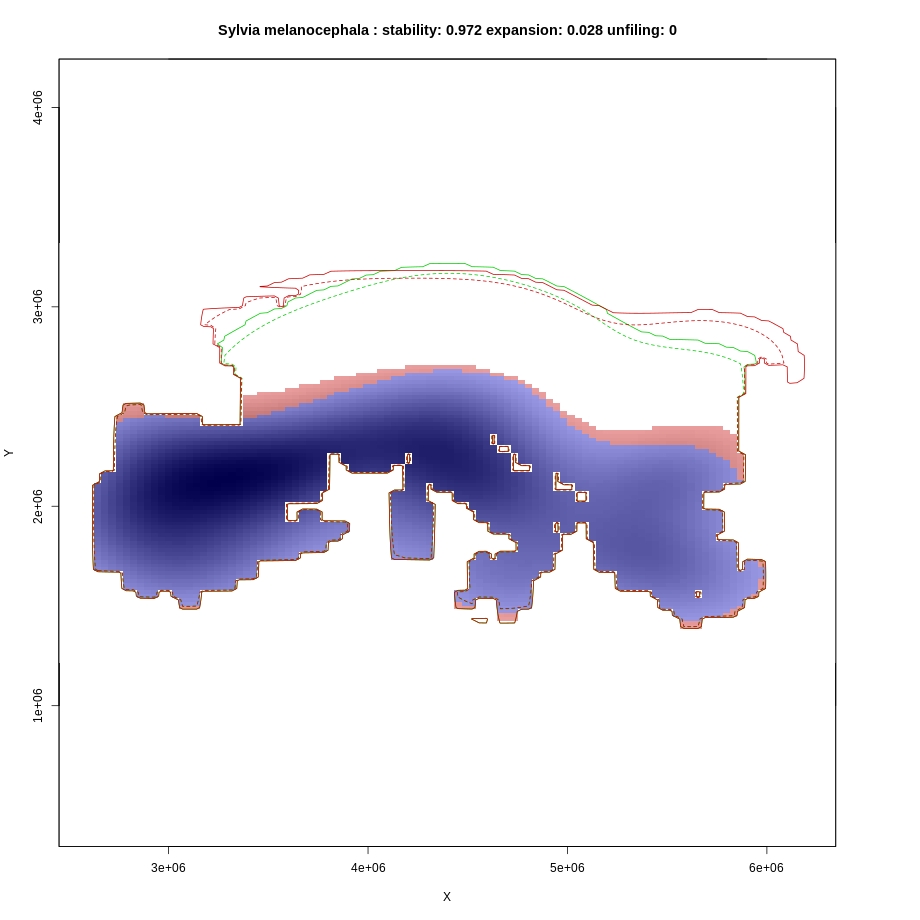 Sylvia melanocephala : stability: 0.972 expansion: 0.028 unfiling: 0
4e+06
3e+06
2e+06
1e+06
Y
3e+06 4e+06 5e+06 6e+06
X